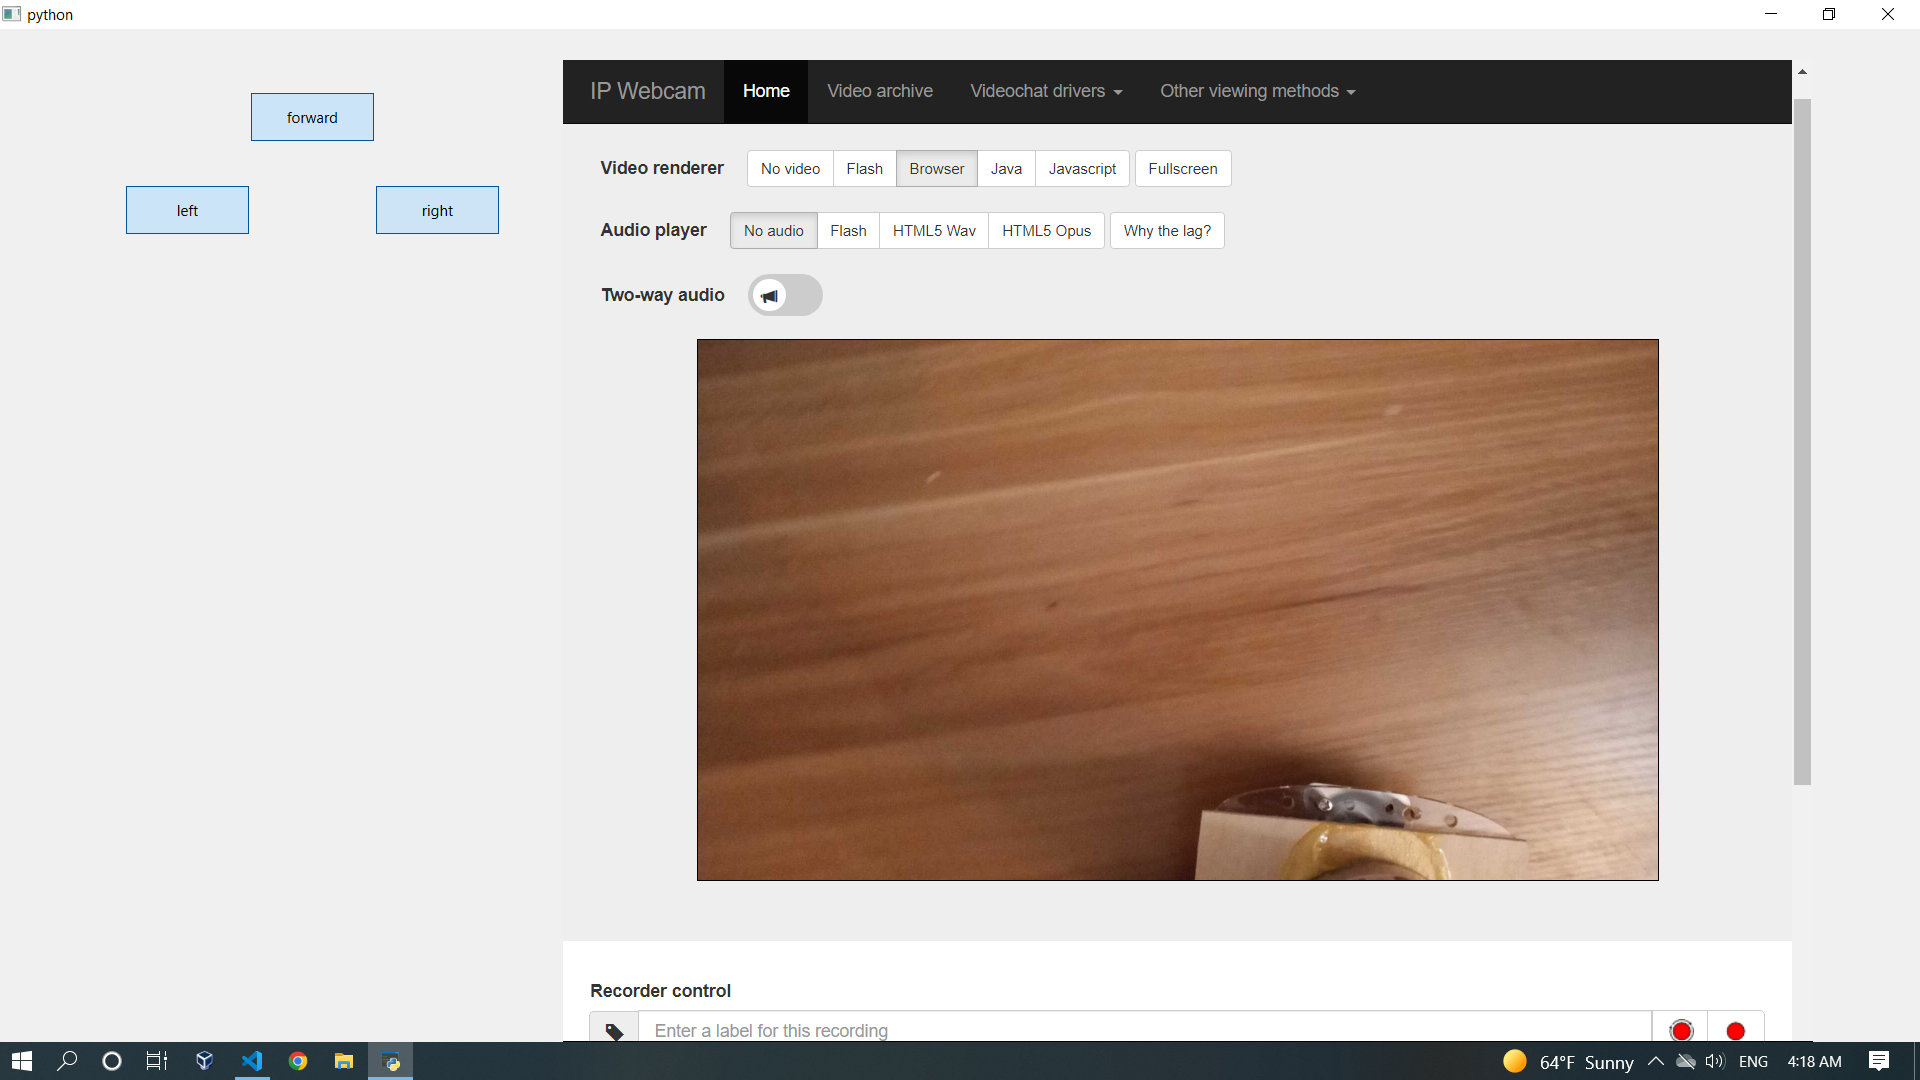 python
forward
left
right
IP Webcam Home Video archive Videochat drivers Other viewing methods
Video renderer No video Flash Browser Java Javascript Fullscreen
Audio player No audio Flash HTML5 Wav HTML5 Opus Why the lag?
Two-way audio
Recorder control
Enter a label for this recording
64°F Sunny ENG 4:18 AM